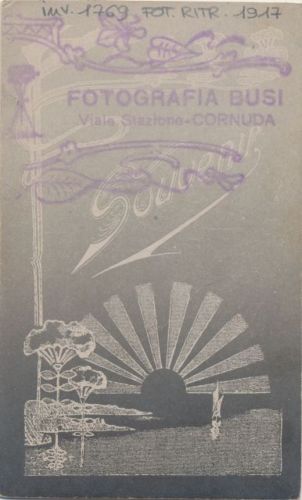 inv. 1769 FOT. RITR. 1917
FOTOGRAFIA BUSI
Viale Stazione-CORNUDA
Souvenir